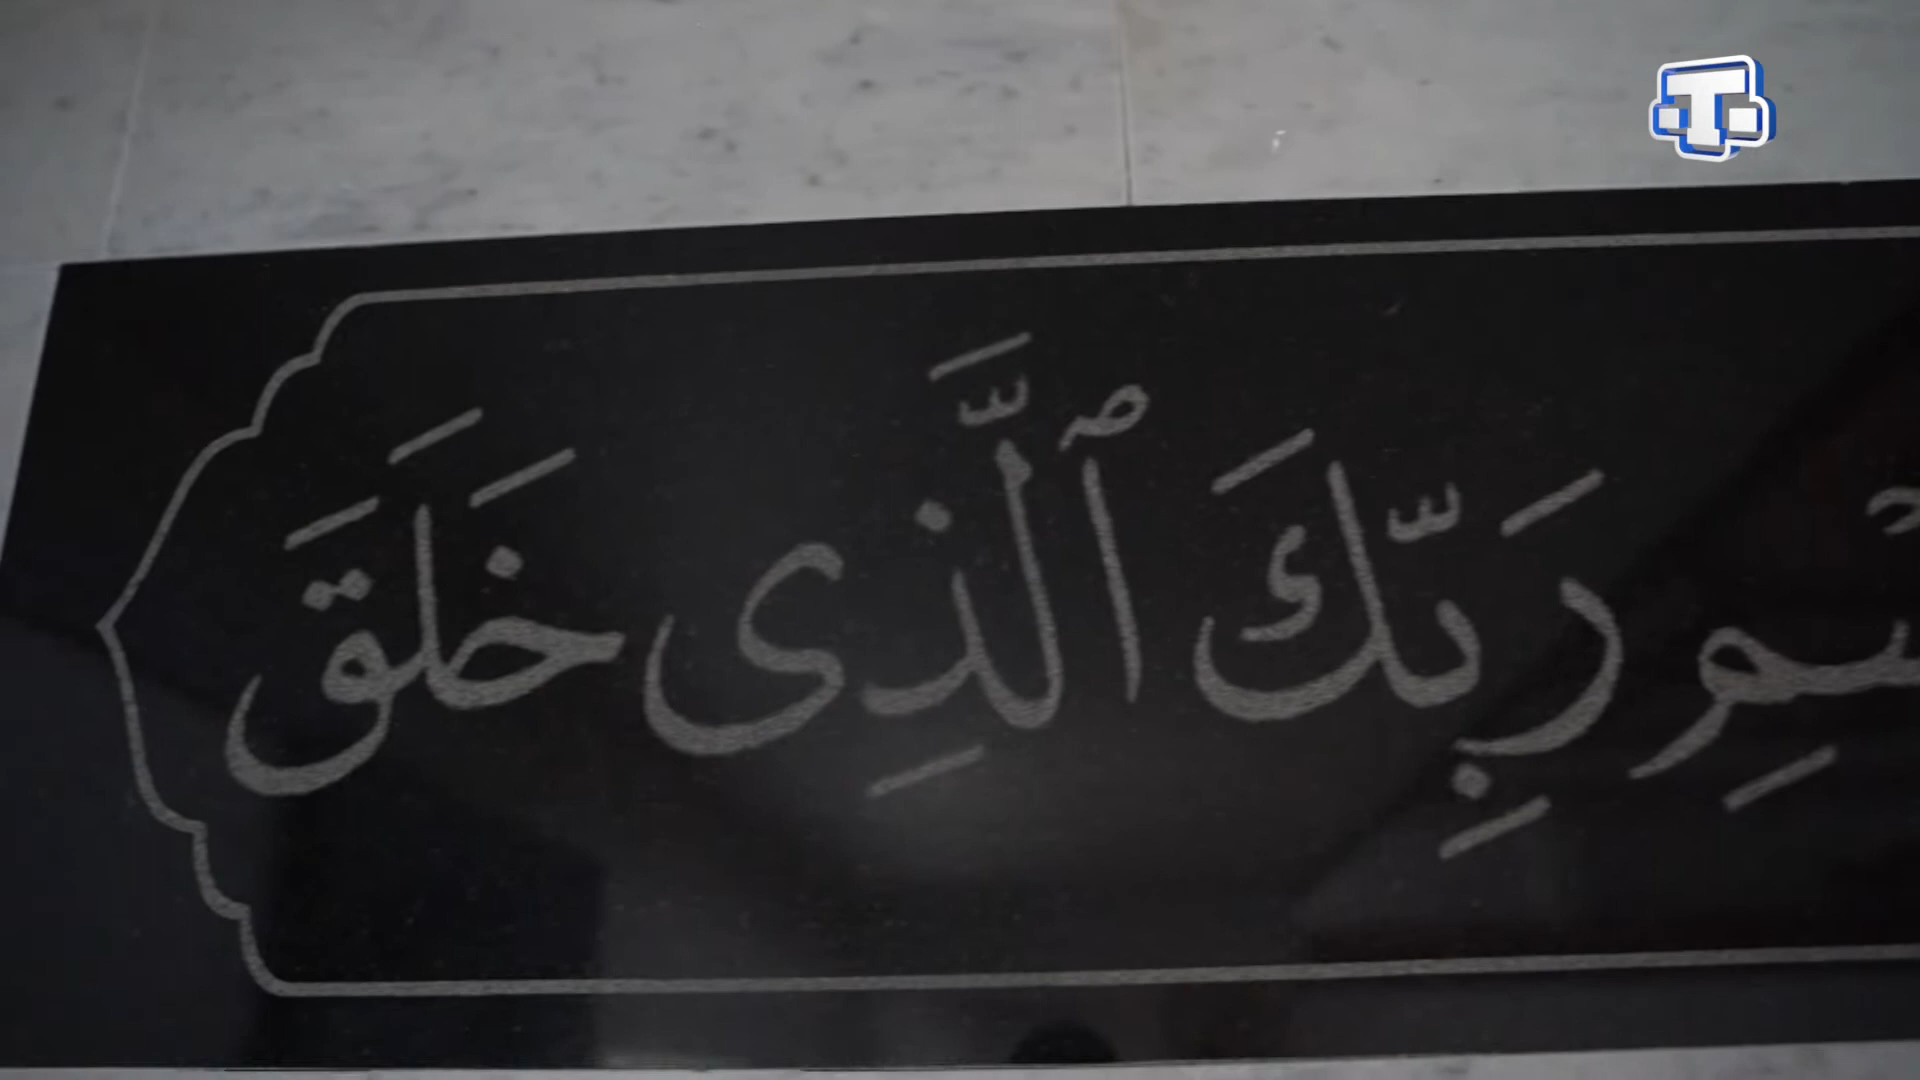 سْمِ رَبِّكَ ٱلَّذِى خَلَقَ
T